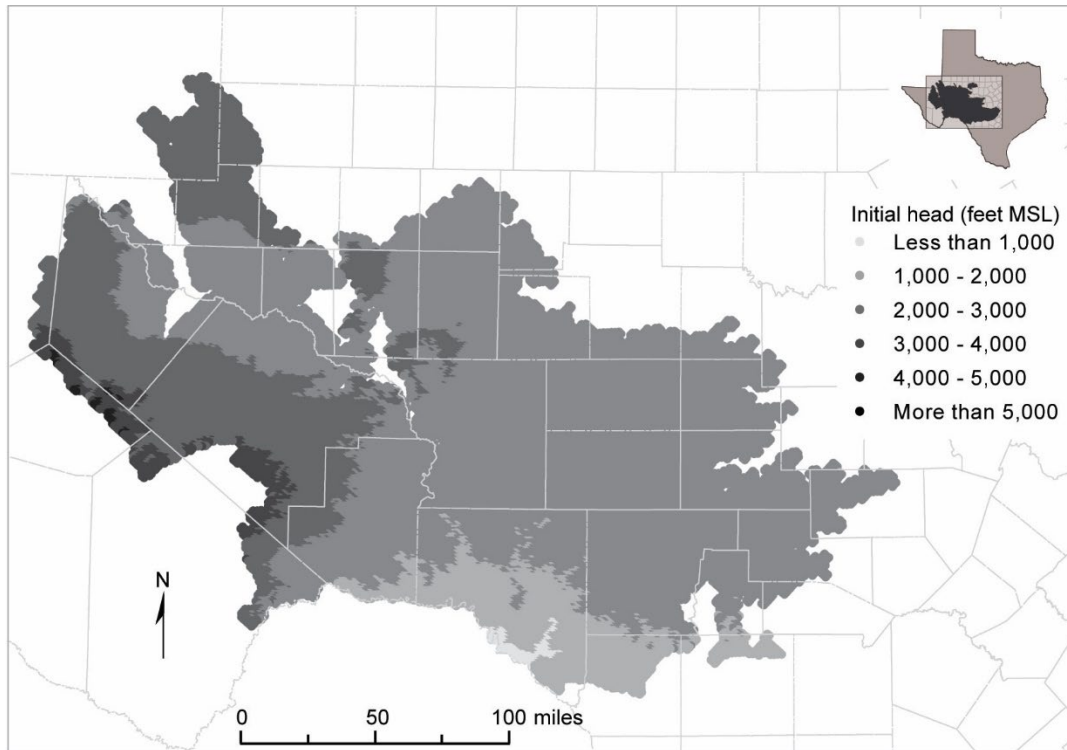 Initial head (feet MSL)
Less than 1,000
1,000 - 2,000
2,000 - 3,000
3,000 - 4,000
4,000 - 5,000
More than 5,000
N
0 50 100 miles